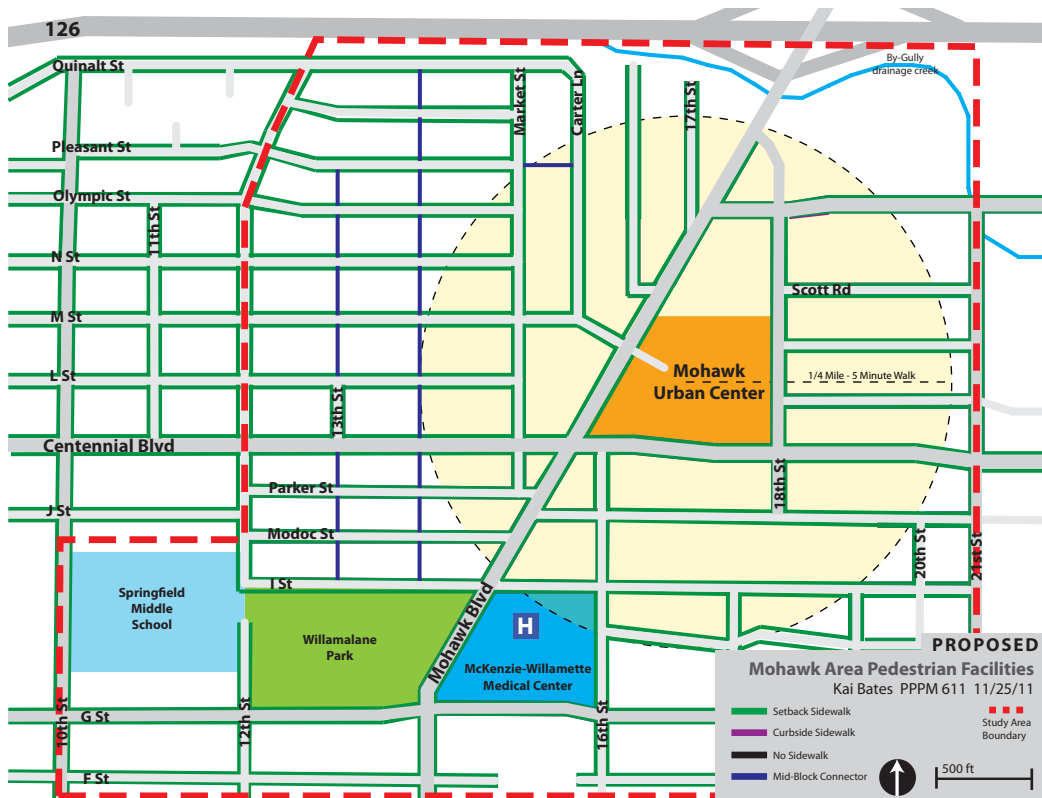 126
Quinalt St
By-Gully
drainage creek
Market St
Carter Ln
17th St
Pleasant St
Olympic St
11th St
N St
Scott Rd
M St
Mohawk
Urban Center
1/4 Mile - 5 Minute Walk
L St
13th St
Centennial Blvd
18th St
Parker St
J St
Modoc St
20th St
21st St
I St
Springfield
Middle
School
Mohawk Blvd
H
Willamalane
Park
McKenzie-Willamette
Medical Center
10th St
12th St
16th St
G St
F St
PROPOSED
Mohawk Area Pedestrian Facilities
Kai Bates PPPM 611 11/25/11
Setback Sidewalk
Curbside Sidewalk
No Sidewalk
Mid-Block Connector
Study Area
Boundary
500 ft